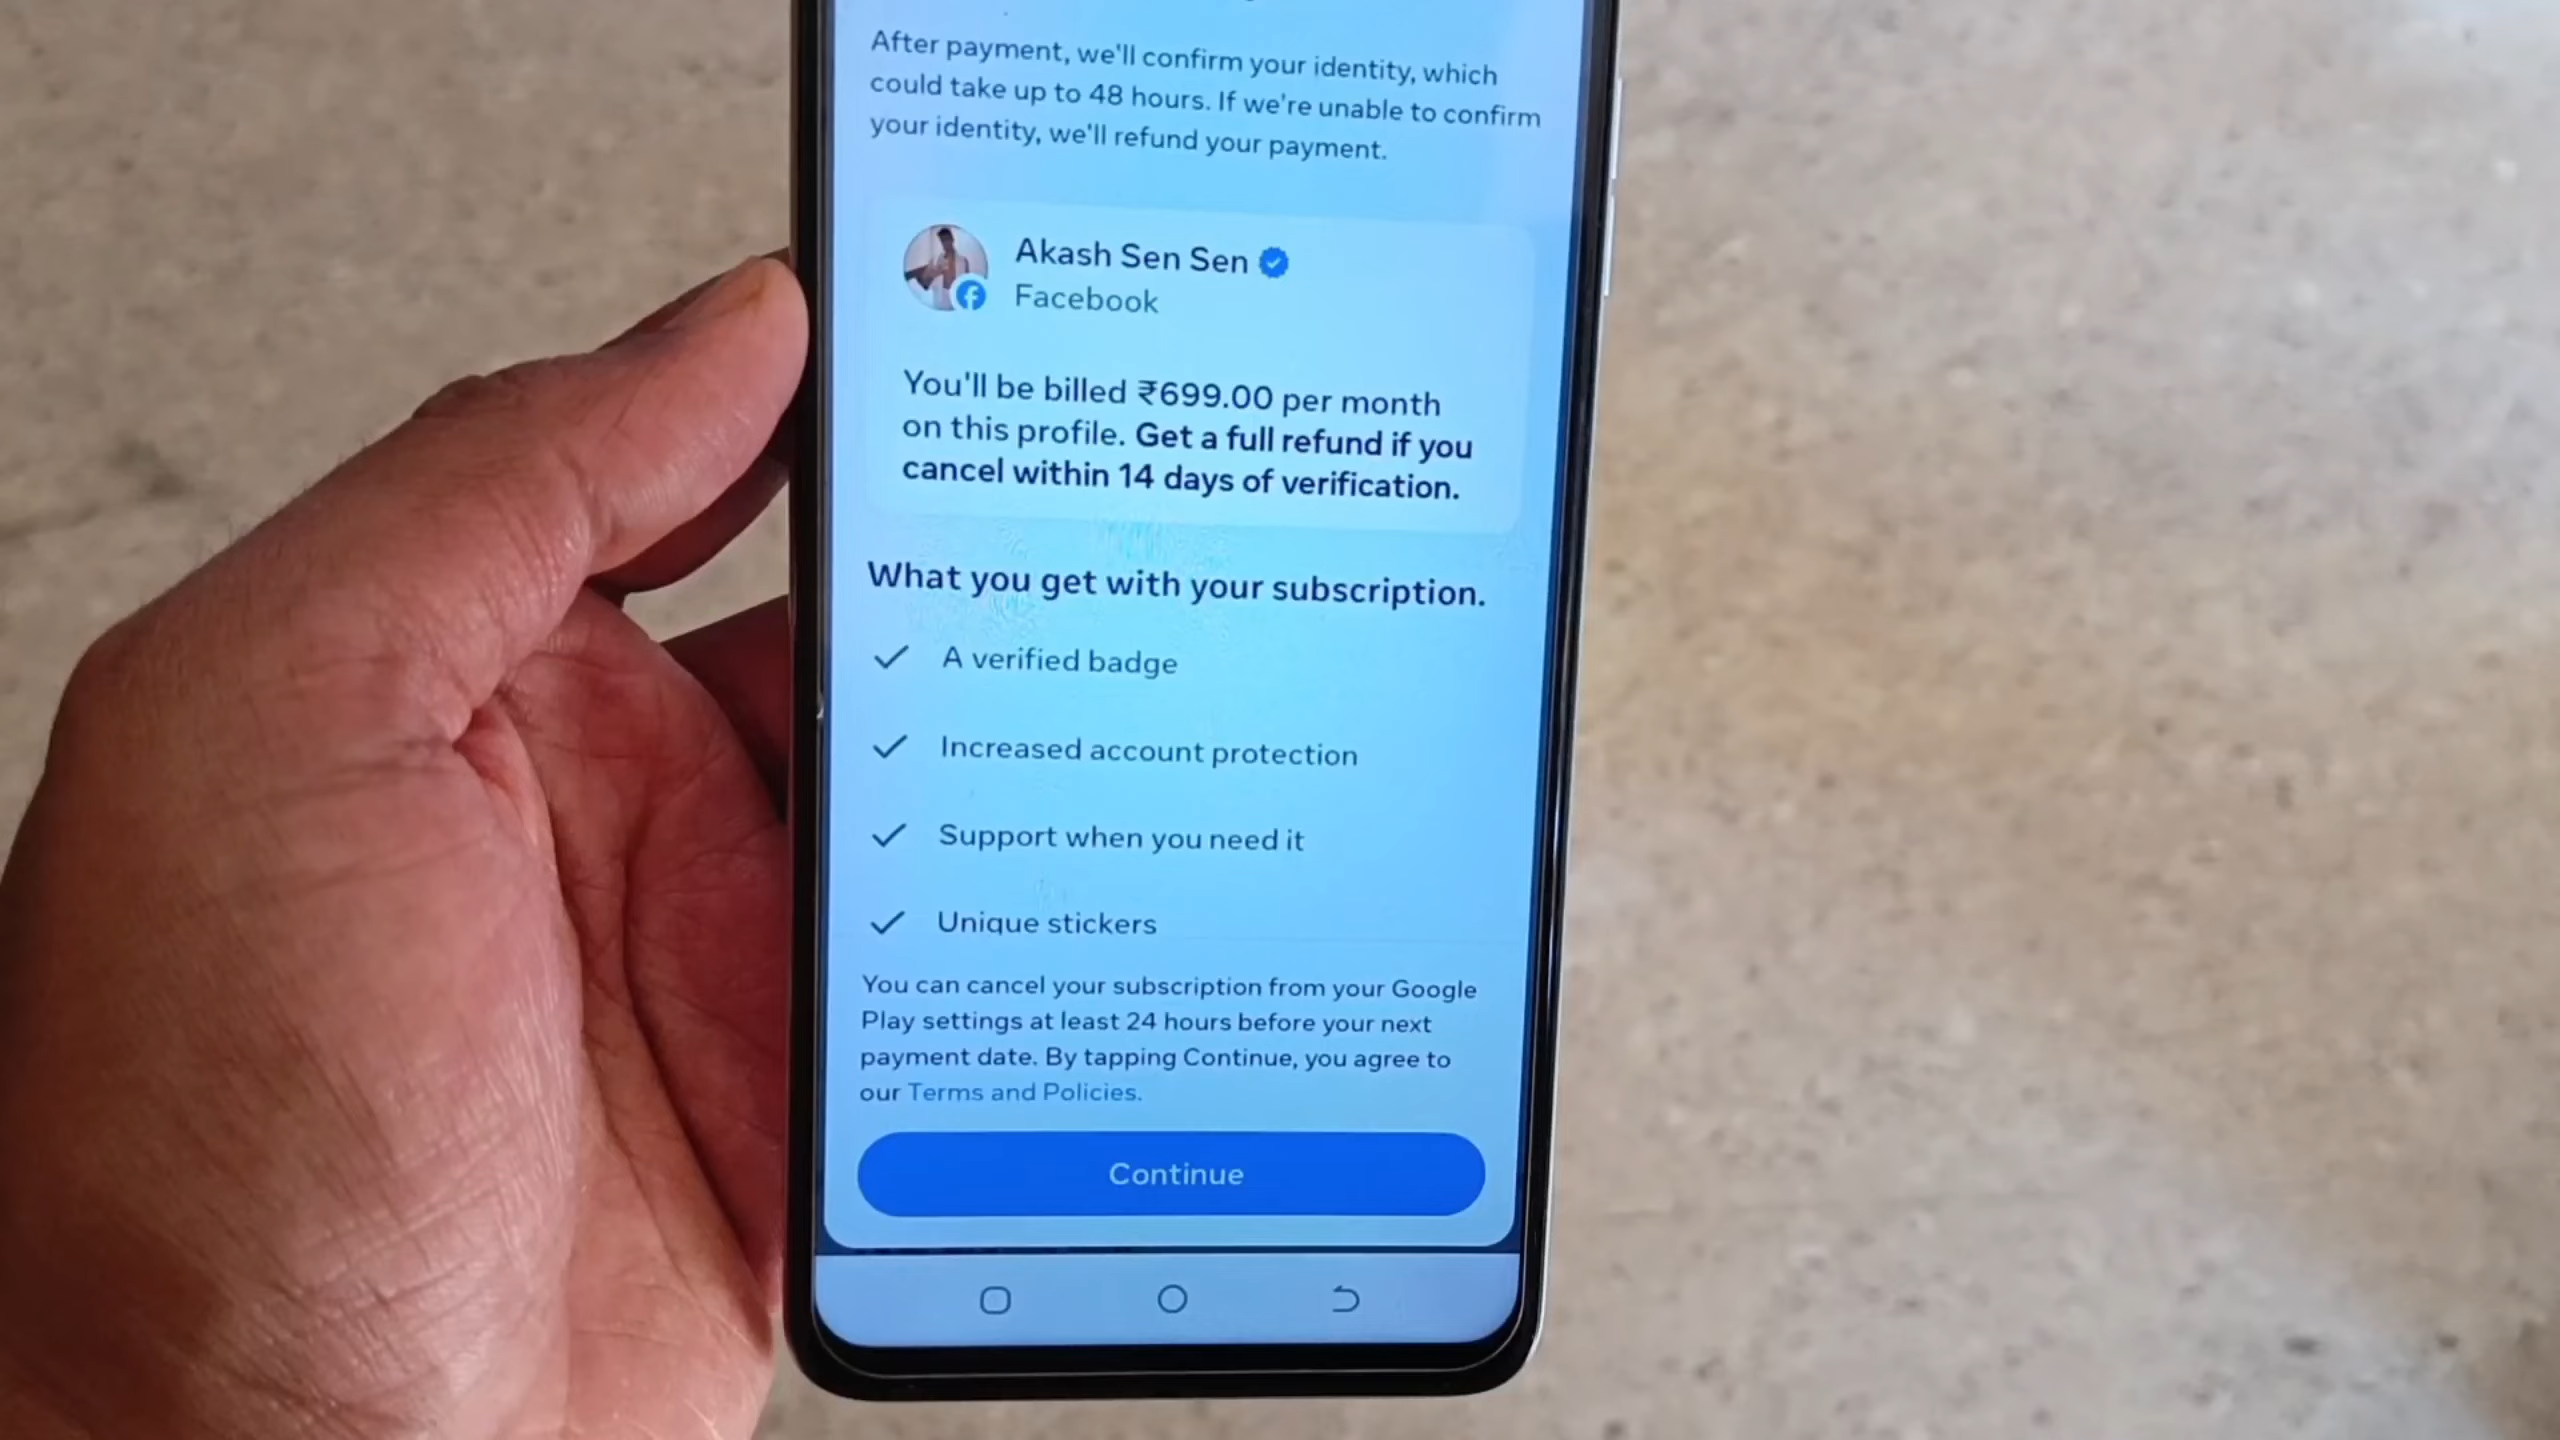 After payment, we'll confirm your identity, which
could take up to 48 hours. If we're unable to confirm
your identity, we'll refund your payment.
Akash Sen Sen
Facebook
You'll be billed ₹699.00 per month
on this profile. Get a full refund if you
cancel within 14 days of verification.
What you get with your subscription.
A verified badge
Increased account protection
Support when you need it
Unique stickers
You can cancel your subscription from your Google
Play settings at least 24 hours before your next
payment date. By tapping Continue, you agree to
our Terms and Policies.
Continue